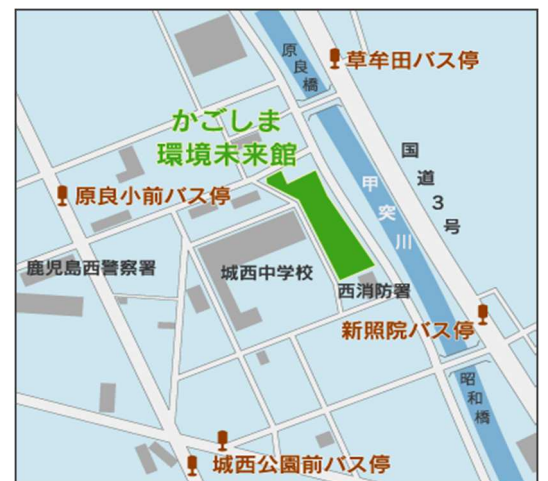 原良橋
草牟田バス停
かごしま
環境未来館
国道3号
甲突川
原良小前バス停
鹿児島西警察署
城西中学校
西消防署
新照院バス停
昭和橋
城西公園前バス停